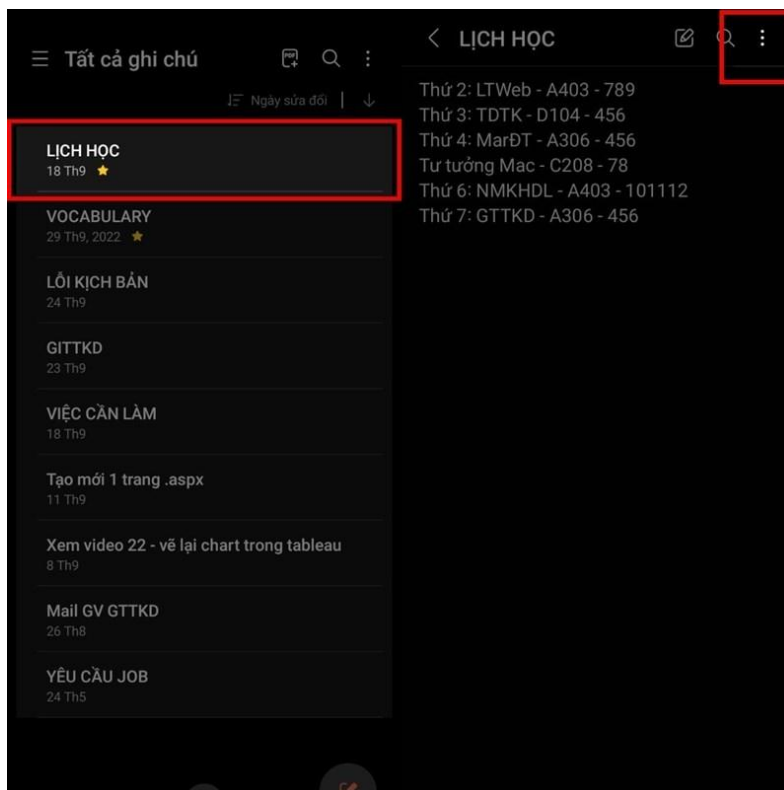 Tất cả ghi chú
PDF
Ngày sửa đổi
LỊCH HỌC
18 Th9
VOCABULARY
29 Th9, 2022
LỖI KỊCH BẢN
24 Th9
GITTKD
23 Th9
VIỆC CẦN LÀM
18 Th9
Tạo mới 1 trang .aspx
11 Th9
Xem video 22 - vẽ lại chart trong tableau
8 Th9
Mail GV GTTKD
26 Th8
YÊU CẦU JOB
24 Th5
LỊCH HỌC
Thứ 2: LTWeb - A403 - 789
Thứ 3: TDTK - D104 - 456
Thứ 4: MarĐT - A306 - 456
Tư tưởng Mac - C208 - 78
Thứ 6: NMKHDL - A403 - 101112
Thứ 7: GTTKD - A306 - 456